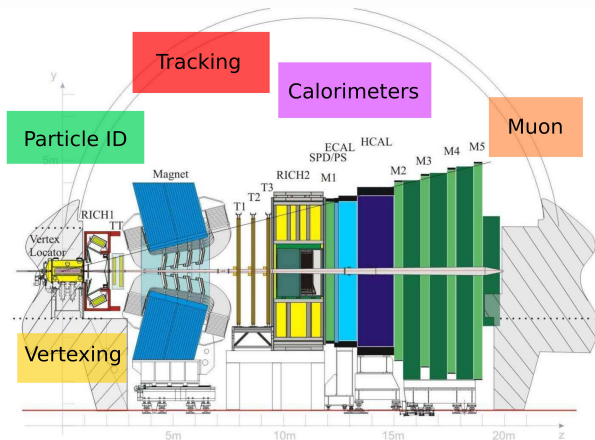 Tracking
Calorimeters
Particle ID
Muon
y
5m
Magnet
SPD/PS
ECAL
HCAL
M1
M2
M3
M4
M5
RICH2
T1
T2
T3
RICH1
TT
Vertex
Locator
Vertexing
5m
10m
15m
20m
z